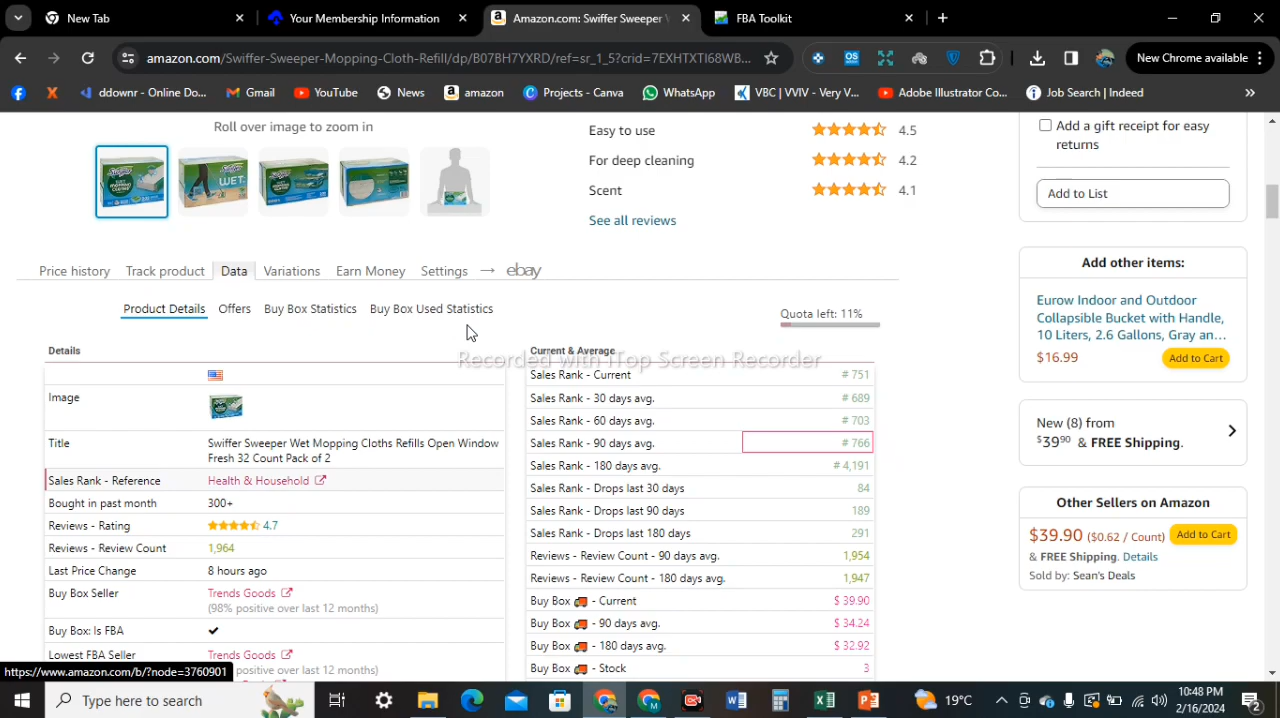 New Tab
Your Membership Information
Amazon.com: Swiffer Sweeper W
FBA Toolkit
amazon.com/Swiffer-Sweeper-Mopping-Cloth-Refill/dp/B07BH7YXRD/ref=sr_1_5?crid=7EXHTXTI68WB...
New Chrome available
ddownr - Online Do...
Gmail
YouTube
News
amazon
Projects - Canva
WhatsApp
VBC | VVIV - Very V...
Adobe Illustrator Co...
Job Search | Indeed
Roll over image to zoom in
Easy to use 4.5
For deep cleaning 4.2
Scent 4.1
See all reviews
Add a gift receipt for easy
returns
Add to List
Price history
Track product
Data
Variations
Earn Money
Settings
→ ebay
Product Details
Offers
Buy Box Statistics
Buy Box Used Statistics
Quota left: 11%
Recorded with iTop Screen Recorder
Details
Image
Title Swiffer Sweeper Wet Mopping Cloths Refills Open Window
Fresh 32 Count Pack of 2
Sales Rank - Reference Health & Household
Bought in past month 300+
Reviews - Rating 4.7
Reviews - Review Count 1,964
Last Price Change 8 hours ago
Buy Box Seller Trends Goods
(98% positive over last 12 months)
Buy Box: Is FBA ✔
Lowest FBA Seller Trends Goods
positive over last 12 months)
Current & Average
Sales Rank - Current # 751
Sales Rank - 30 days avg. # 689
Sales Rank - 60 days avg. # 703
Sales Rank - 90 days avg. # 766
Sales Rank - 180 days avg. # 4,191
Sales Rank - Drops last 30 days 84
Sales Rank - Drops last 90 days 189
Sales Rank - Drops last 180 days 291
Reviews - Review Count - 90 days avg. 1,954
Reviews - Review Count - 180 days avg. 1,947
Buy Box - Current $ 39.90
Buy Box - 90 days avg. $ 34.24
Buy Box - 180 days avg. $ 32.92
Buy Box - Stock 3
Add other items:
Eurow Indoor and Outdoor
Collapsible Bucket with Handle,
10 Liters, 2.6 Gallons, Gray an...
$16.99 Add to Cart
New (8) from
$39⁹⁰ & FREE Shipping.
Other Sellers on Amazon
$39.90 ($0.62 / Count) Add to Cart
& FREE Shipping. Details
Sold by: Sean's Deals
https://www.amazon.com/b/?node=3760901
Type here to search
19°C
10:48 PM
2/16/2024
2